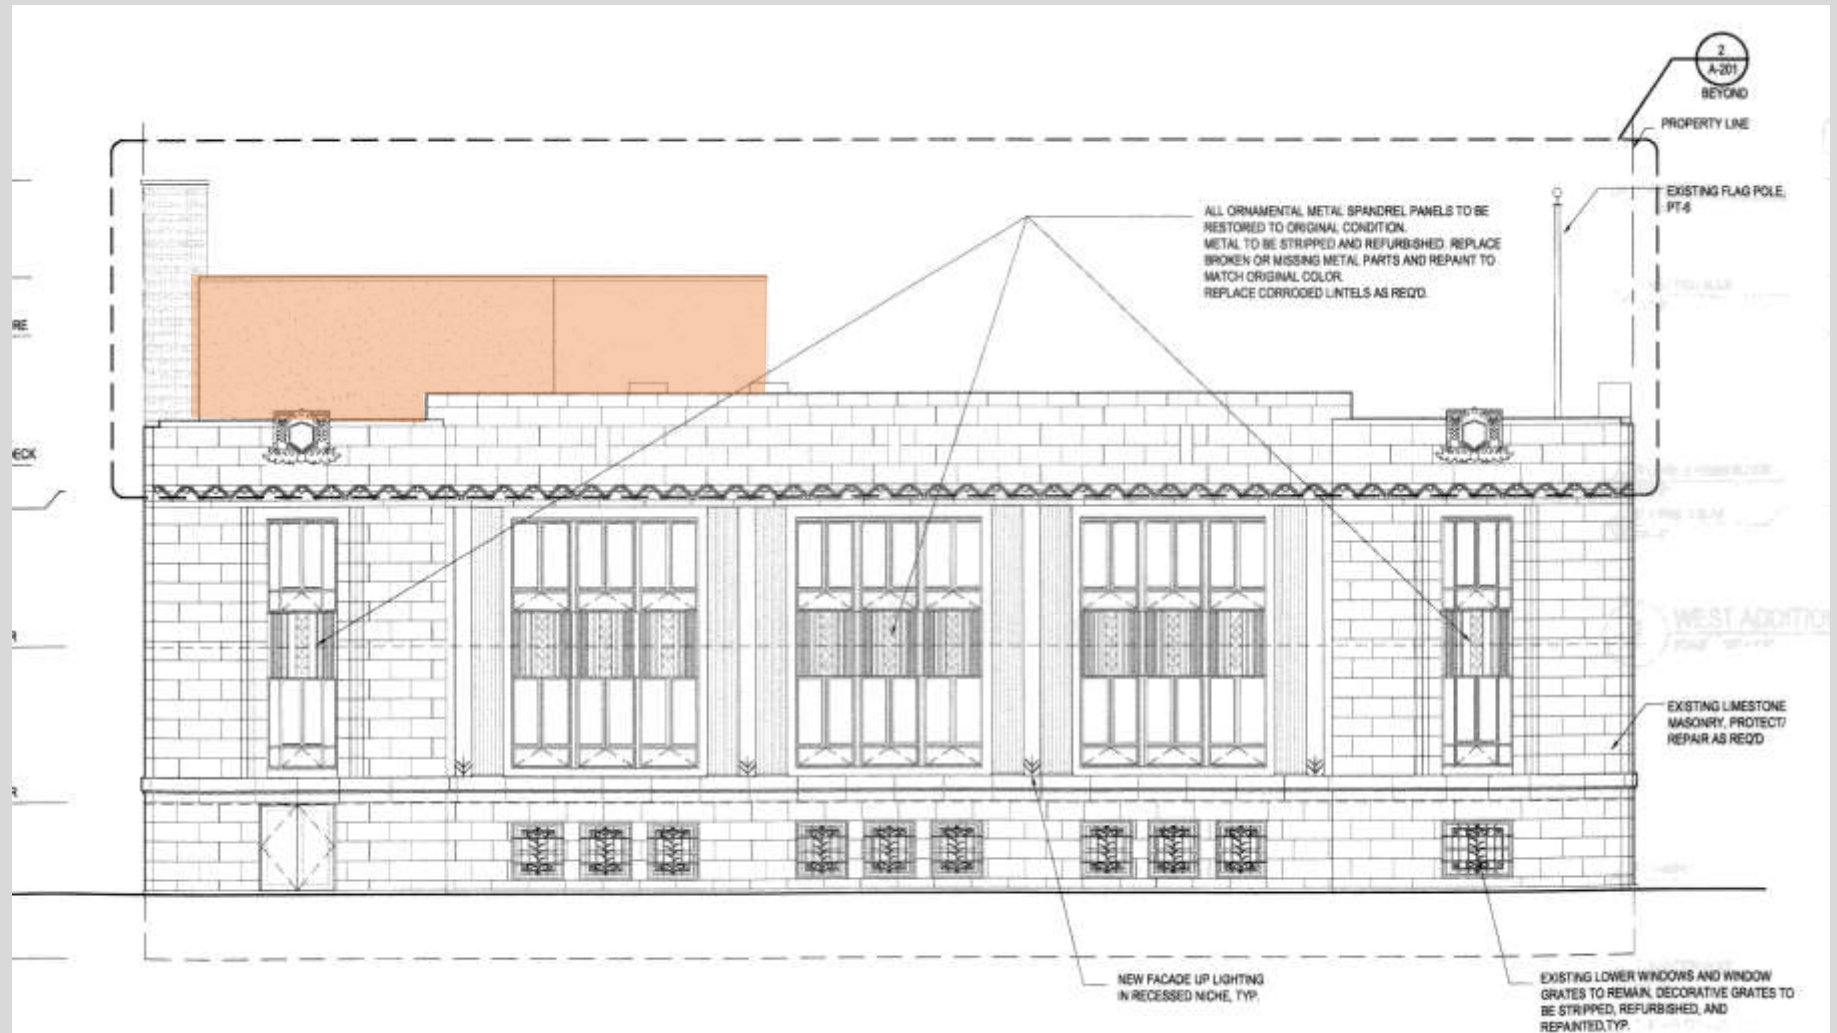 2
A-201
BEYOND
PROPERTY LINE
EXISTING FLAG POLE,
PT-6
ALL ORNAMENTAL METAL SPANDREL PANELS TO BE
RESTORED TO ORIGINAL CONDITION.
METAL TO BE STRIPPED AND REFURBISHED. REPLACE
BROKEN OR MISSING METAL PARTS AND REPAINT TO
MATCH ORIGINAL COLOR.
REPLACE CORRODED LINTELS AS REQ'D.
RE
ECK
R
WEST ADDITION
EXISTING LIMESTONE
MASONRY, PROTECT/
REPAIR AS REQ'D
R
NEW FACADE UP LIGHTING
IN RECESSED NICHE, TYP.
EXISTING LOWER WINDOWS AND WINDOW
GRATES TO REMAIN. DECORATIVE GRATES TO
BE STRIPPED, REFURBISHED, AND
REPAINTED,TYP.